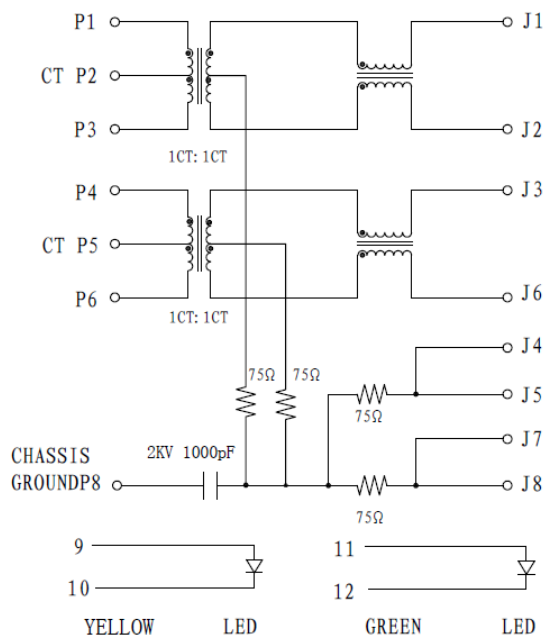 P1
J1
CT P2
P3
J2
1CT: 1CT
P4
J3
CT P5
P6
J6
1CT: 1CT
J4
75Ω
75Ω
J5
75Ω
J7
2KV 1000pF
CHASSIS
GROUNDP8
J8
75Ω
9
11
10
12
YELLOW
LED
GREEN
LED